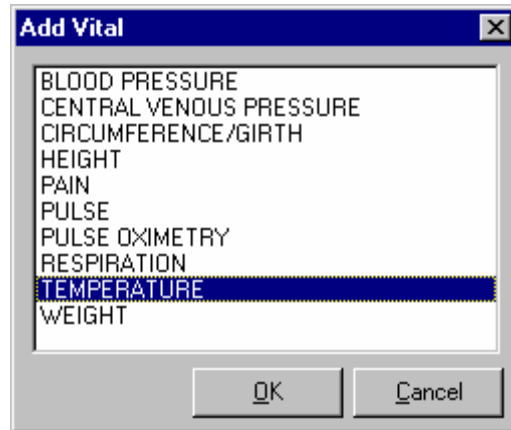 Add Vital
BLOOD PRESSURE
CENTRAL VENOUS PRESSURE
CIRCUMFERENCE/GIRTH
HEIGHT
PAIN
PULSE
PULSE OXIMETRY
RESPIRATION
TEMPERATURE
WEIGHT
OK Cancel